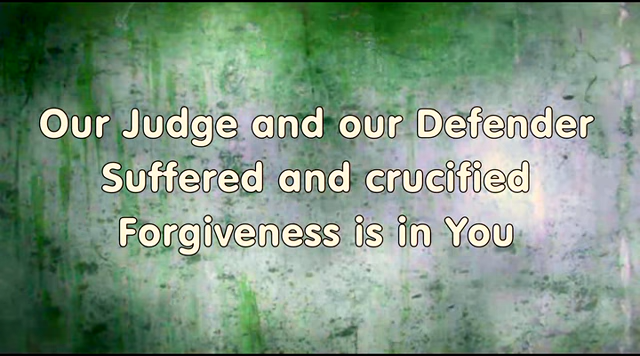 Our Judge and our Defender
Suffered and crucified
Forgiveness is in You